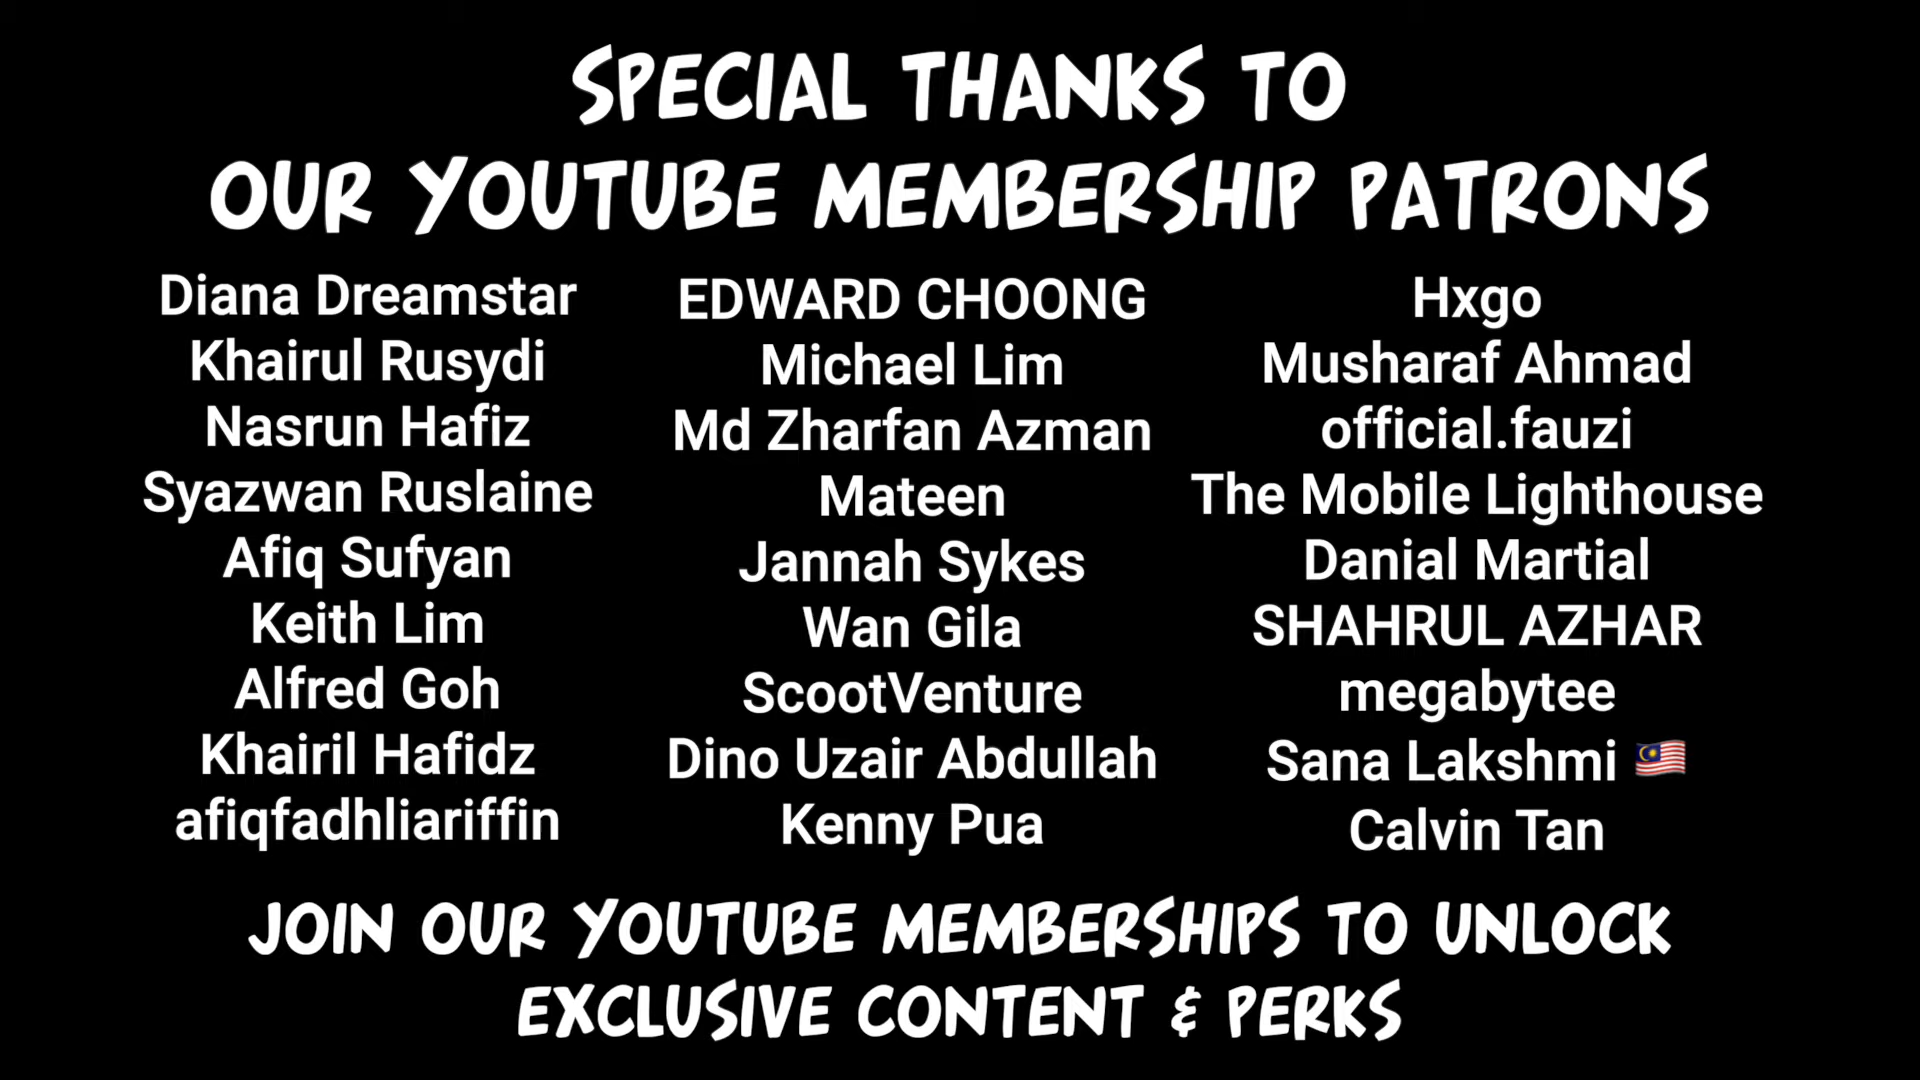 SPECIAL THANKS TO
OUR YOUTUBE MEMBERSHIP PATRONS
Diana Dreamstar
Khairul Rusydi
Nasrun Hafiz
Syazwan Ruslaine
Afiq Sufyan
Keith Lim
Alfred Goh
Khairil Hafidz
afiqfadhliariffin
EDWARD CHOONG
Michael Lim
Md Zharfan Azman
Mateen
Jannah Sykes
Wan Gila
ScootVenture
Dino Uzair Abdullah
Kenny Pua
Hxgo
Musharaf Ahmad
official.fauzi
The Mobile Lighthouse
Danial Martial
SHAHRUL AZHAR
megabytee
Sana Lakshmi 🇲🇾
Calvin Tan
JOIN OUR YOUTUBE MEMBERSHIPS TO UNLOCK
EXCLUSIVE CONTENT & PERKS